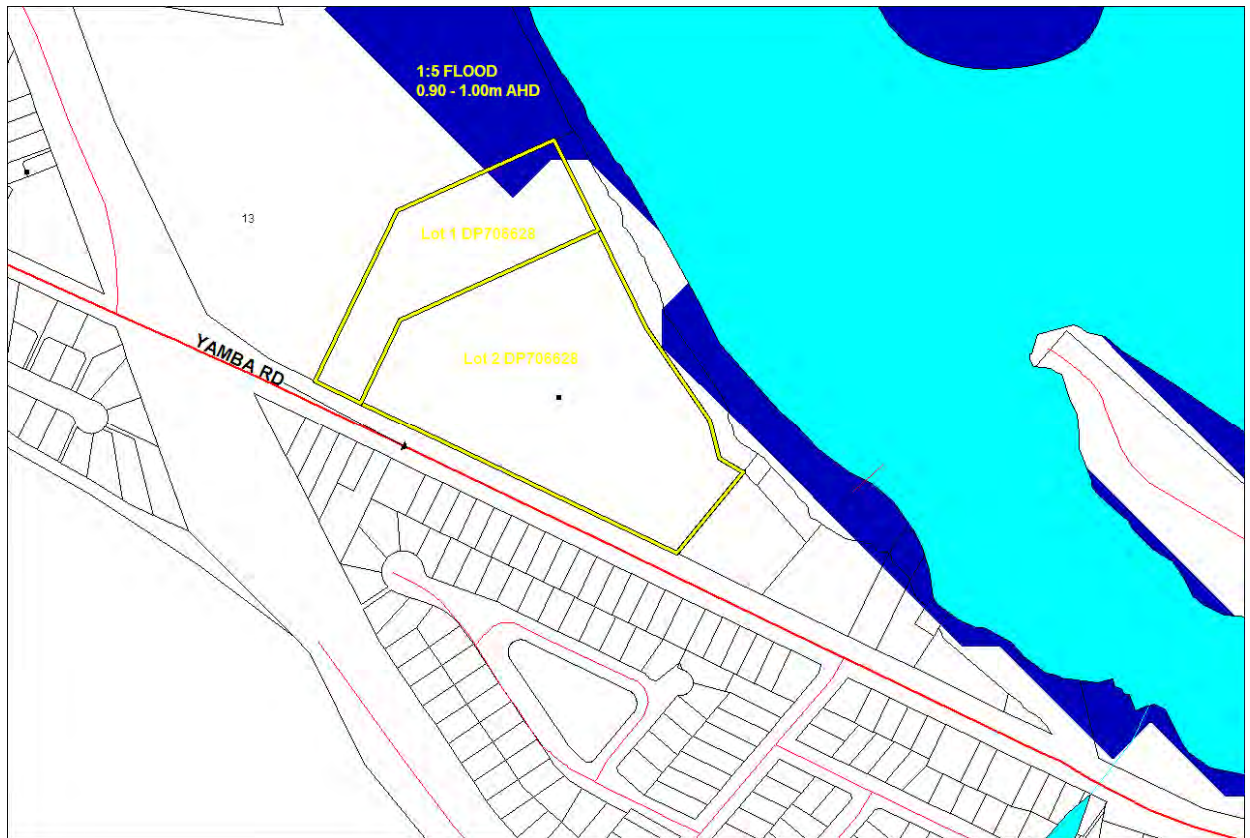 1:5 FLOOD
0.90 - 1.00m AHD
13
Lot 1 DP706628
YAMBA RD
Lot 2 DP706628